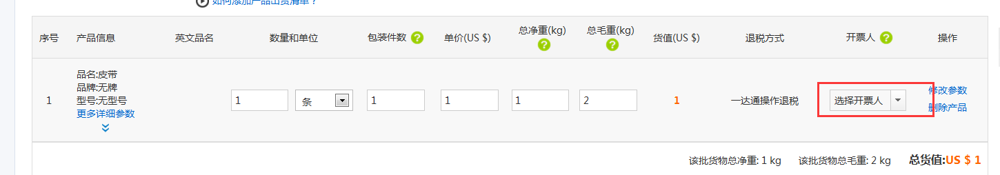 如何添加产品出货清单？
序号 产品信息 英文品名 数量和单位 包装件数 ? 单价(US $) 总净重(kg) ? 总毛重(kg) ? 货值(US $) 退税方式 开票人 ? 操作
1
品名:皮带
品牌:无牌
型号:无型号
更多详细参数
1 条 1 1 1 2 1 一达通操作退税 选择开票人
修改参数
删除产品
该批货物总净重: 1 kg 该批货物总毛重: 2 kg 总货值:US $ 1